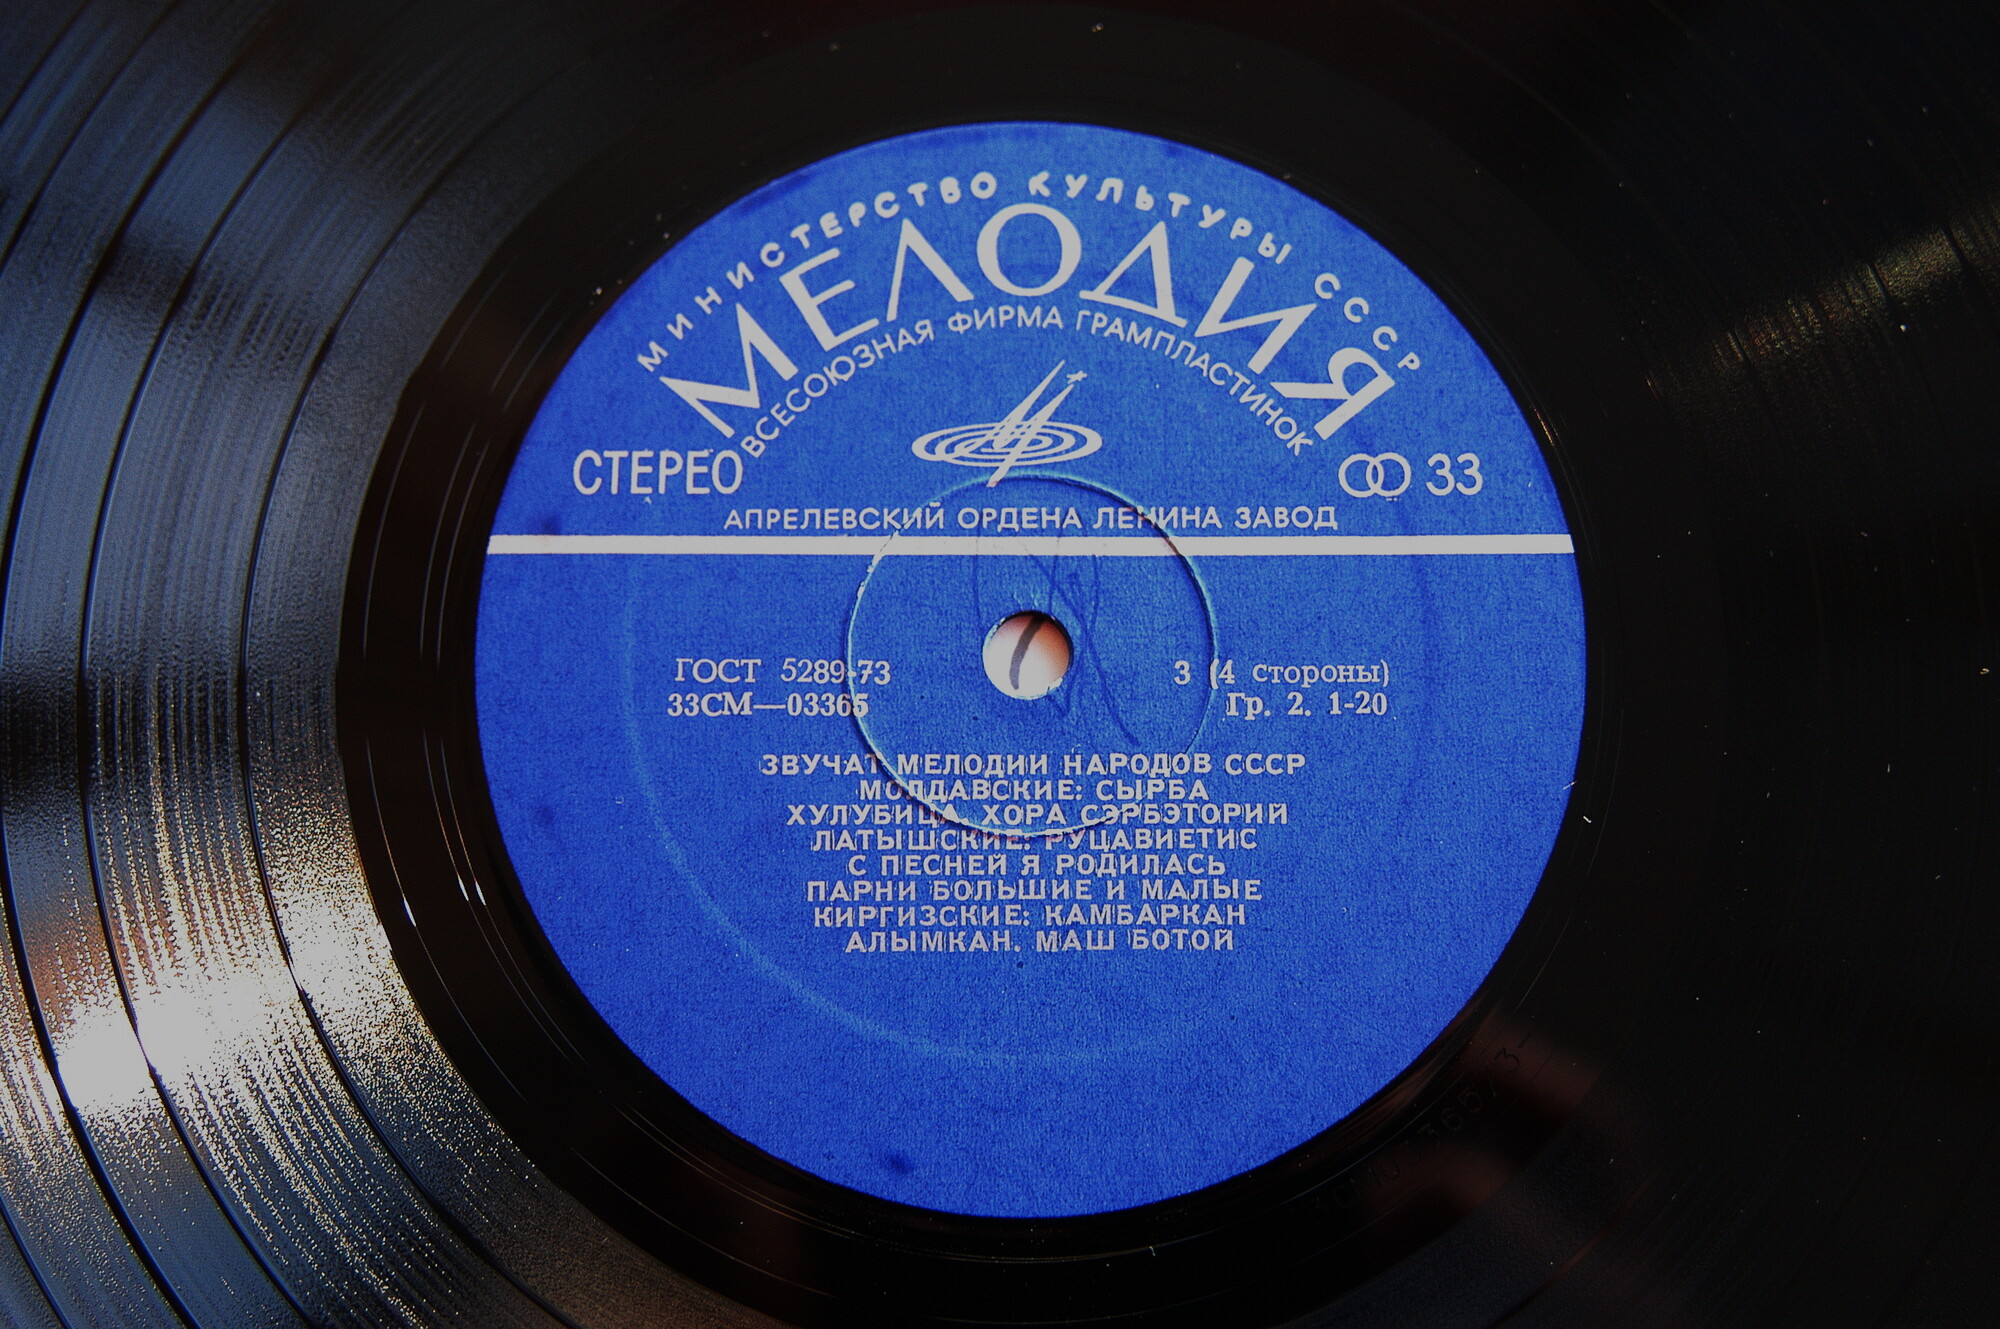 МИНИСТЕРСТВО КУЛЬТУРЫ СССР
МЕЛОДИЯ
ВСЕСОЮЗНАЯ ФИРМА ГРАМПЛАСТИНОК
СТЕРЕО
33
АПРЕЛЕВСКИЙ ОРДЕНА ЛЕНИНА ЗАВОД
ГОСТ 5289-73
3 (4 стороны)
33СМ—03365
Гр. 2. 1-20
ЗВУЧАТ МЕЛОДИИ НАРОДОВ СССР
МОЛДАВСКИЕ: СЫРБА
ХУЛУБИЦА. ХОРА СЭРБЭТОРИЙ
ЛАТЫШСКИЕ: РУЦАВИЕТИС
С ПЕСНЕЙ Я РОДИЛАСЬ
ПАРНИ БОЛЬШИЕ И МАЛЫЕ
КИРГИЗСКИЕ: КАМБАРКАН
АЛЫМКАН. МАШ БОТОЙ